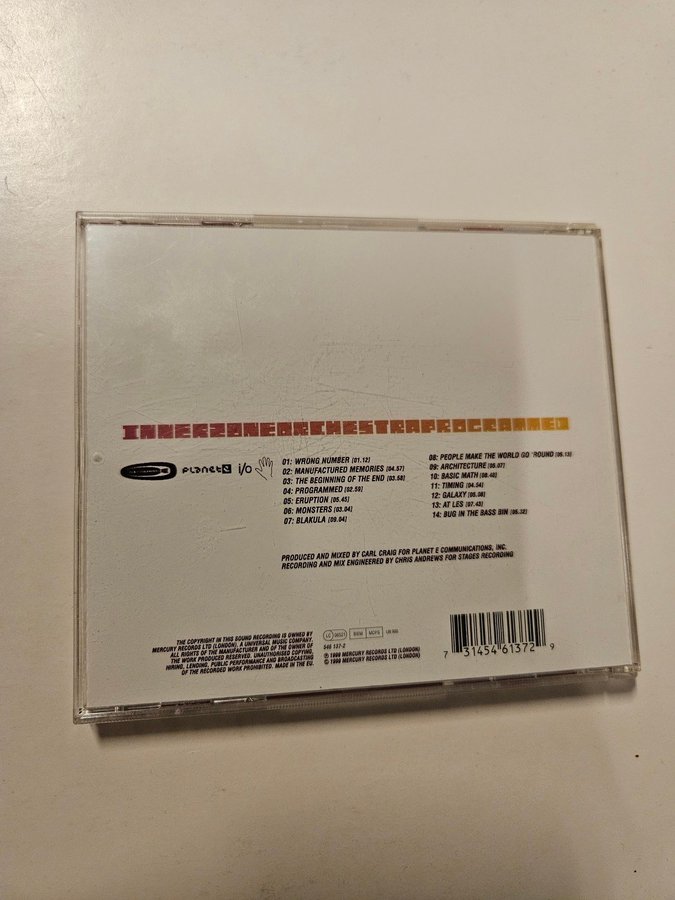 INNERZONEORCHESTRAPROGRAMMED
planet e
i/o
01: WRONG NUMBER [01.12]
02: MANUFACTURED MEMORIES [04.57]
03: THE BEGINNING OF THE END [03.58]
04: PROGRAMMED [02.59]
05: ERUPTION [05.45]
06: MONSTERS [03.04]
07: BLAKULA [09.04]
08: PEOPLE MAKE THE WORLD GO 'ROUND [05.13]
09: ARCHITECTURE [05.07]
10: BASIC MATH [06.48]
11: TIMING [04.54]
12: GALAXY [05.08]
13: AT LES [07.43]
14: BUG IN THE BASS BIN [05.32]
PRODUCED AND MIXED BY CARL CRAIG FOR PLANET E COMMUNICATIONS, INC.
RECORDING AND MIX ENGINEERED BY CHRIS ANDREWS FOR STAGES RECORDING
THE COPYRIGHT IN THIS SOUND RECORDING IS OWNED BY
MERCURY RECORDS LTD (LONDON), A UNIVERSAL MUSIC COMPANY.
ALL RIGHTS OF THE MANUFACTURER AND OF THE OWNER OF
THE WORK PRODUCED RESERVED. UNAUTHORISED COPYING,
HIRING, LENDING, PUBLIC PERFORMANCE AND BROADCASTING
OF THE RECORDED WORK PROHIBITED. MADE IN THE EU.
LC 00521 BIEM MCPS
546 137-2
℗ 1999 MERCURY RECORDS LTD (LONDON)
© 1999 MERCURY RECORDS LTD (LONDON)
7 31454 61372 9